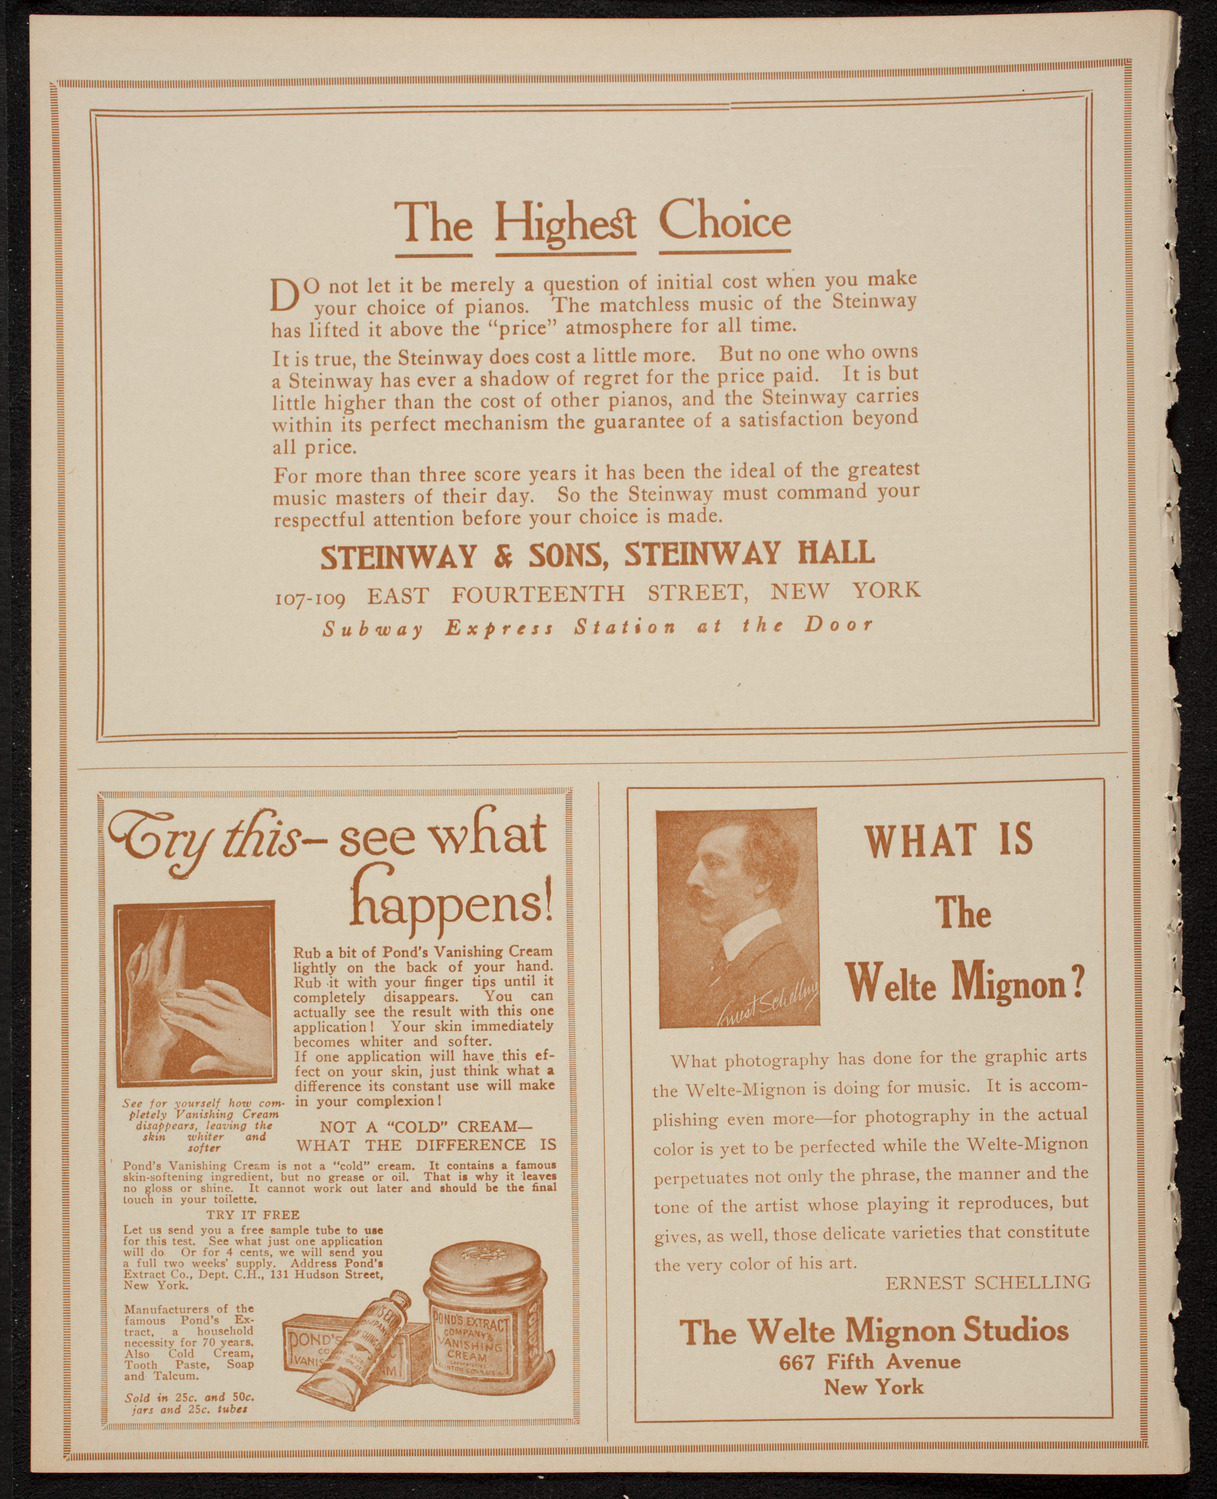 The Highest Choice
DO not let it be merely a question of initial cost when you make
your choice of pianos. The matchless music of the Steinway
has lifted it above the "price" atmosphere for all time.
It is true, the Steinway does cost a little more. But no one who owns
a Steinway has ever a shadow of regret for the price paid. It is but
little higher than the cost of other pianos, and the Steinway carries
within its perfect mechanism the guarantee of a satisfaction beyond
all price.
For more than three score years it has been the ideal of the greatest
music masters of their day. So the Steinway must command your
respectful attention before your choice is made.
STEINWAY & SONS, STEINWAY HALL
107-109 EAST FOURTEENTH STREET, NEW YORK
Subway Express Station at the Door
Try this—see what
happens!
Rub a bit of Pond's Vanishing Cream
lightly on the back of your hand.
Rub it with your finger tips until it
completely disappears. You can
actually see the result with this one
application! Your skin immediately
becomes whiter and softer.
If one application will have this ef-
fect on your skin, just think what a
difference its constant use will make
in your complexion!
See for yourself how com-
pletely Vanishing Cream
disappears, leaving the
skin whiter and
softer
NOT A "COLD" CREAM—
WHAT THE DIFFERENCE IS
Pond's Vanishing Cream is not a "cold" cream. It contains a famous
skin-softening ingredient, but no grease or oil. That is why it leaves
no gloss or shine. It cannot work out later and should be the final
touch in your toilette.
TRY IT FREE
Let us send you a free sample tube to use
for this test. See what just one application
will do. Or for 4 cents, we will send you
a full two weeks' supply. Address Pond's
Extract Co., Dept. C.H., 131 Hudson Street,
New York.
Manufacturers of the
famous Pond's Ex-
tract, a household
necessity for 70 years.
Also Cold Cream,
Tooth Paste, Soap
and Talcum.
Sold in 25c. and 50c.
jars and 25c. tubes
POND'S EXTRACT
COMPANY'S
VANISHING
CREAM
Ernest Schelling
WHAT IS
The
Welte Mignon?
What photography has done for the graphic arts
the Welte-Mignon is doing for music. It is accom-
plishing even more—for photography in the actual
color is yet to be perfected while the Welte-Mignon
perpetuates not only the phrase, the manner and the
tone of the artist whose playing it reproduces, but
gives, as well, those delicate varieties that constitute
the very color of his art.
ERNEST SCHELLING
The Welte Mignon Studios
667 Fifth Avenue
New York